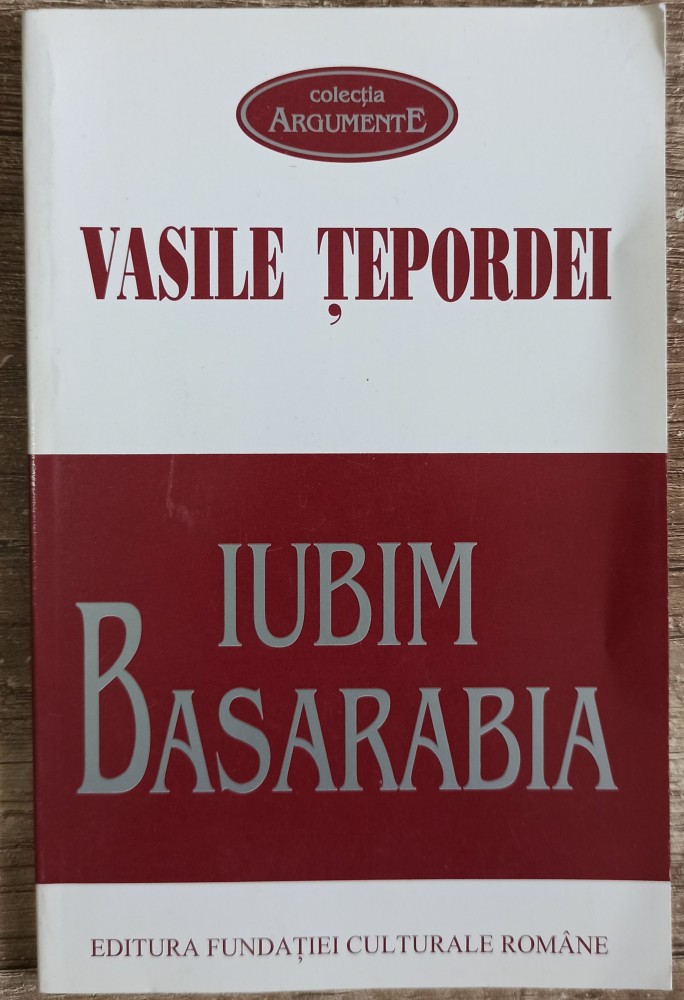 colecția
ARGUMENTE
VASILE ȚEPORDEI
IUBIM
BASARABIA
EDITURA FUNDAȚIEI CULTURALE ROMÂNE